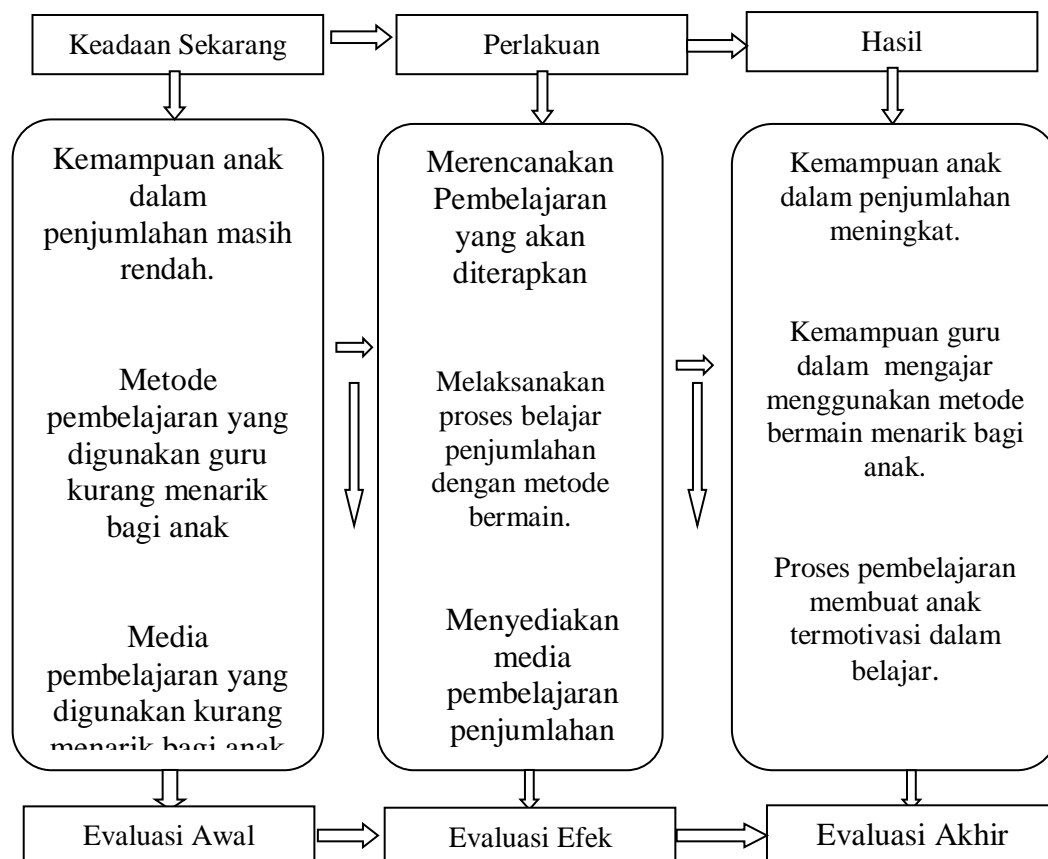 Keadaan Sekarang
Perlakuan
Hasil
Kemampuan anak
dalam
penjumlahan masih
rendah.
Metode
pembelajaran yang
digunakan guru
kurang menarik
bagi anak
Media
pembelajaran yang
digunakan kurang
menarik bagi anak
Merencanakan
Pembelajaran
yang akan
diterapkan
Melaksanakan
proses belajar
penjumlahan
dengan metode
bermain.
Menyediakan
media
pembelajaran
penjumlahan
Kemampuan anak
dalam penjumlahan
meningkat.
Kemampuan guru
dalam mengajar
menggunakan metode
bermain menarik bagi
anak.
Proses pembelajaran
membuat anak
termotivasi dalam
belajar.
Evaluasi Awal
Evaluasi Efek
Evaluasi Akhir